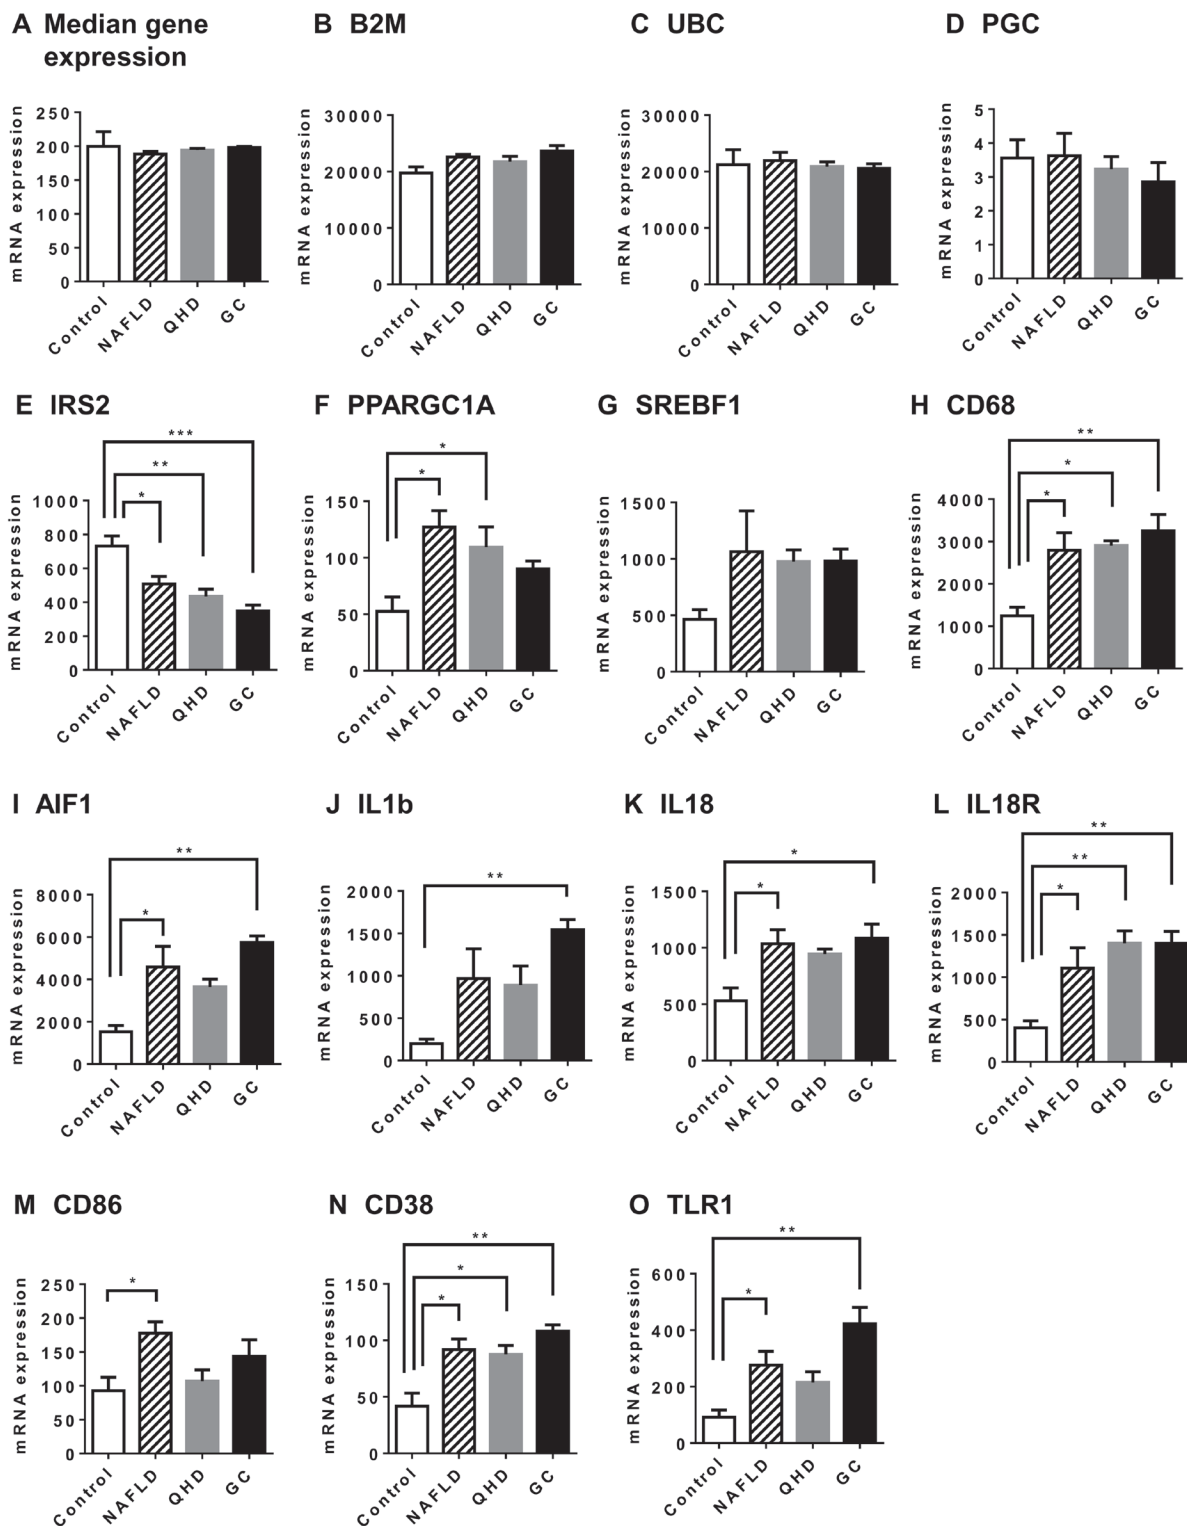 A Median gene
expression
mRNA expression
250
200
150
100
50
0
Control
NAFLD
QHD
GC
B B2M
mRNA expression
30000
20000
10000
0
Control
NAFLD
QHD
GC
C UBC
mRNA expression
30000
20000
10000
0
Control
NAFLD
QHD
GC
D PGC
mRNA expression
5
4
3
2
1
0
Control
NAFLD
QHD
GC
E IRS2
***
**
*
mRNA expression
1000
800
600
400
200
0
Control
NAFLD
QHD
GC
F PPARGC1A
*
*
mRNA expression
150
100
50
0
Control
NAFLD
QHD
GC
G SREBF1
mRNA expression
1500
1000
500
0
Control
NAFLD
QHD
GC
H CD68
**
*
*
mRNA expression
4000
3000
2000
1000
0
Control
NAFLD
QHD
GC
I AIF1
**
*
mRNA expression
8000
6000
4000
2000
0
Control
NAFLD
QHD
GC
J IL1b
**
mRNA expression
2000
1500
1000
500
0
Control
NAFLD
QHD
GC
K IL18
*
*
mRNA expression
1500
1000
500
0
Control
NAFLD
QHD
GC
L IL18R
**
**
*
mRNA expression
2000
1500
1000
500
0
Control
NAFLD
QHD
GC
M CD86
*
mRNA expression
250
200
150
100
50
0
Control
NAFLD
QHD
GC
N CD38
**
*
*
mRNA expression
150
100
50
0
Control
NAFLD
QHD
GC
O TLR1
**
*
mRNA expression
600
400
200
0
Control
NAFLD
QHD
GC